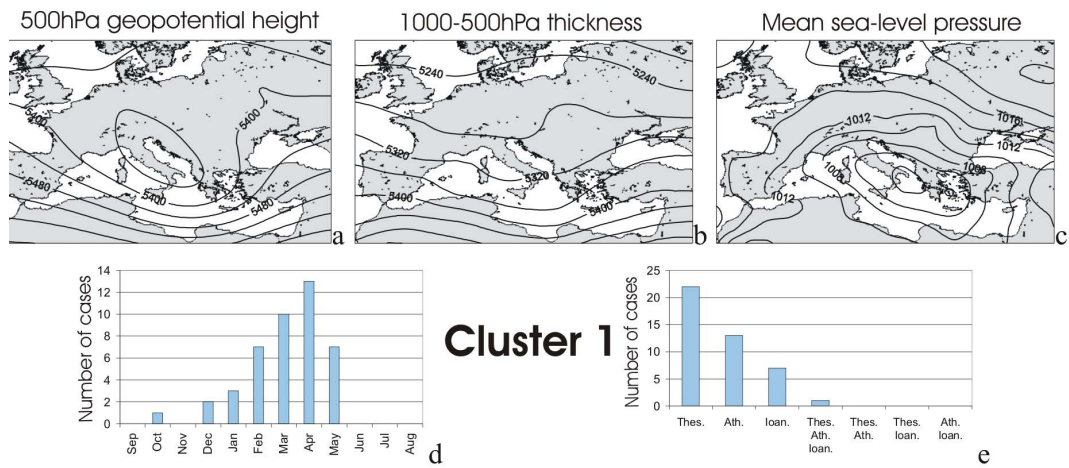 500hPa geopotential height
1000-500hPa thickness
Mean sea-level pressure
5400
5400
5480
5400
5480
a
5240
5240
5320
5320
5400
5400
b
1012
1016
1012
1008
1008
1012
1012
c
Number of cases
14
12
10
8
6
4
2
0
Sep
Oct
Nov
Dec
Jan
Feb
Mar
Apr
May
Jun
Jul
Aug
d
Cluster 1
Number of cases
25
20
15
10
5
0
Thes.
Ath.
Ioan.
Thes.
Ath.
Ioan.
Thes.
Ath.
Thes.
Ioan.
Ath.
Ioan.
e